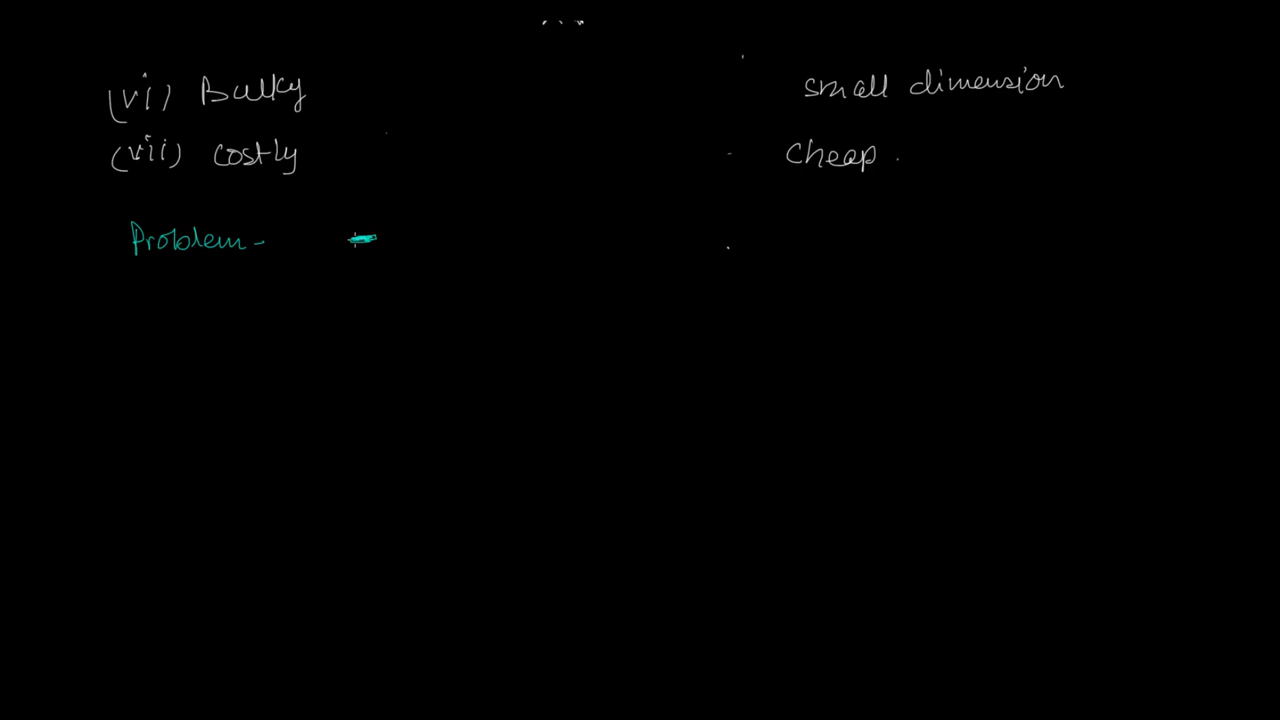 (vi) Bulky small dimension
(vii) costly cheap.
Problem -